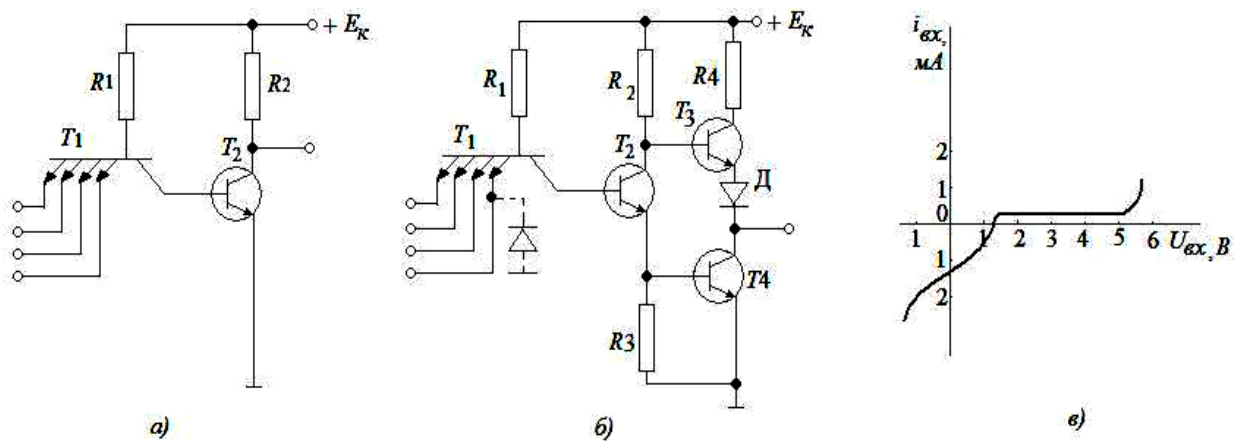 + Eк
R1
R2
T1
T2
а)
+ Eк
R1
R2
R4
T3
T1
T2
Д
T4
R3
б)
iвх,
мА
2
1
0
1 1 2 3 4 5 6 Uвх, В
1
2
в)